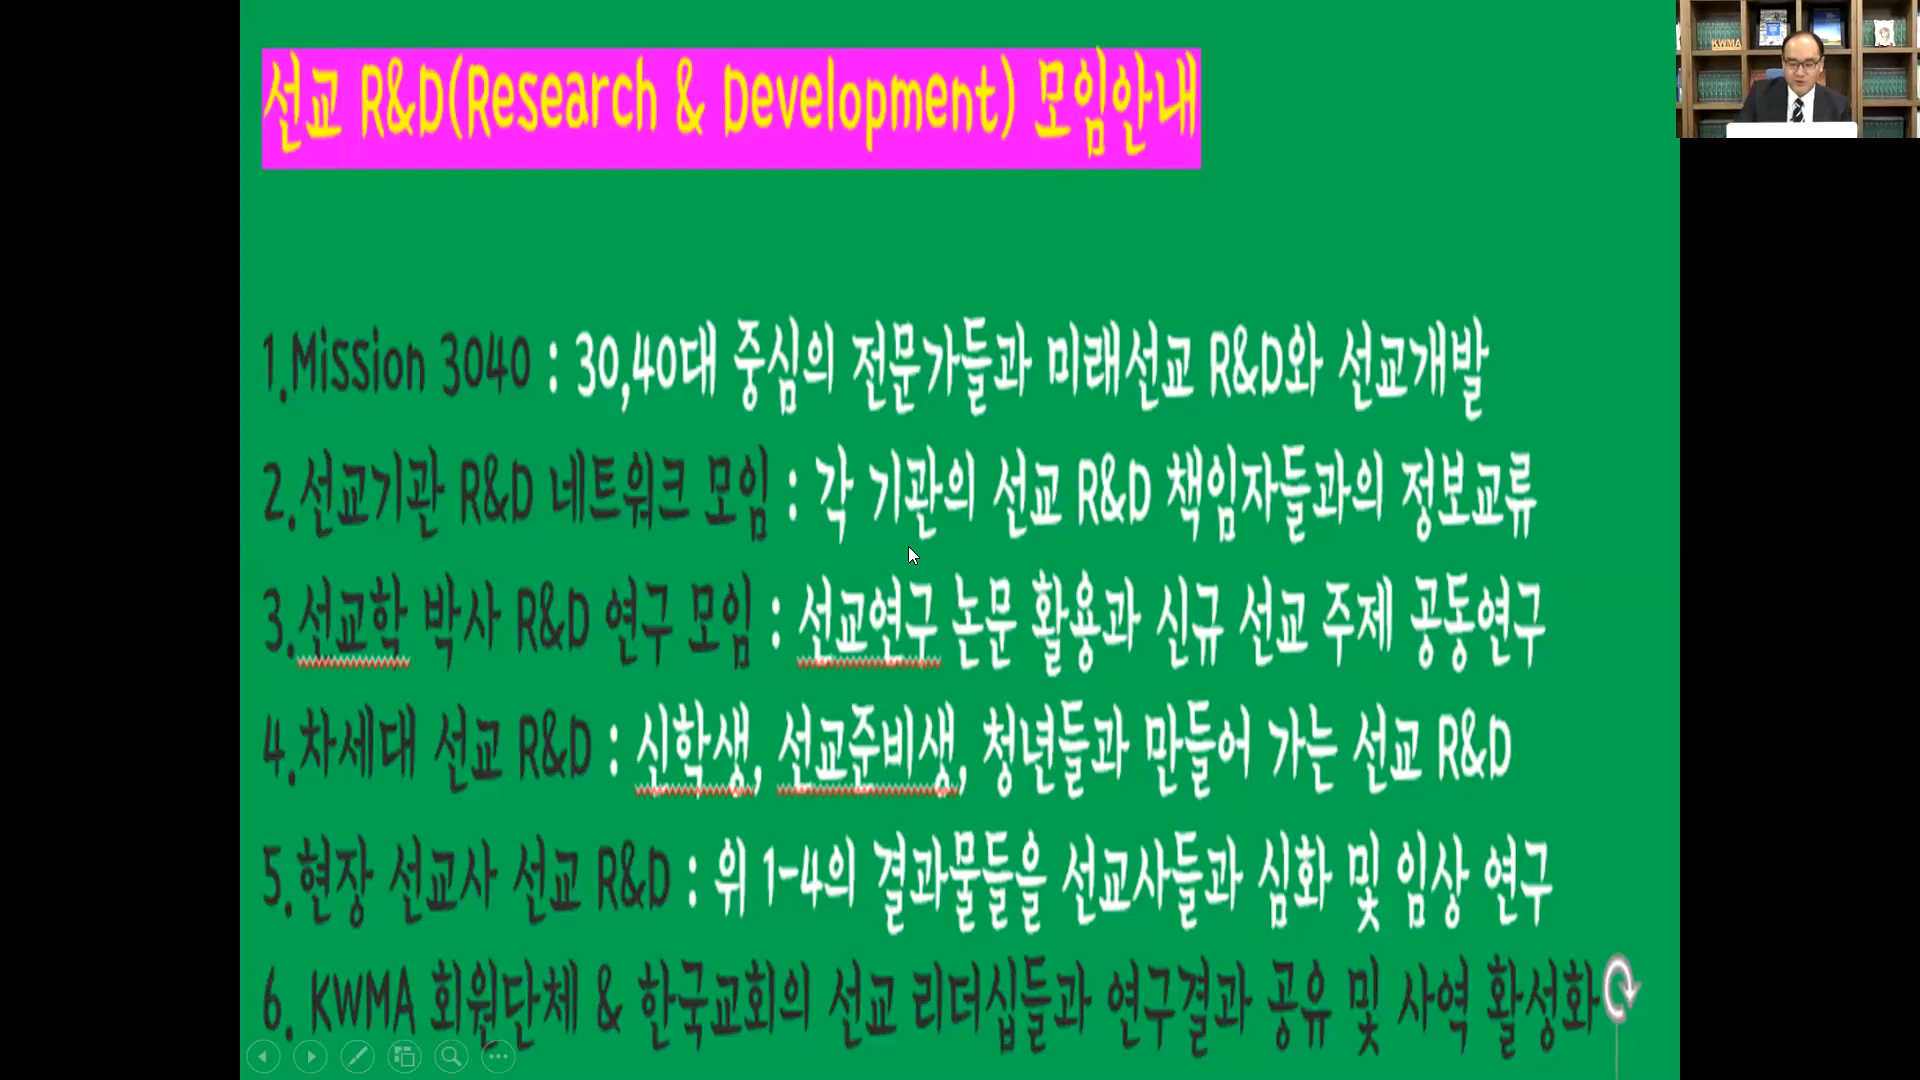 선교 R&D(Research & Development) 모임안내
KWMA
1.Mission 3040 : 30,40대 중심의 전문가들과 미래선교 R&D와 선교개발
2.선교기관 R&D 네트워크 모임 : 각 기관의 선교 R&D 책임자들과의 정보교류
3.선교학 박사 R&D 연구 모임 : 선교연구 논문 활용과 신규 선교 주제 공동연구
4.차세대 선교 R&D : 신학생, 선교준비생, 청년들과 만들어 가는 선교 R&D
5.현장 선교사 선교 R&D : 위 1-4의 결과물들을 선교사들과 심화 및 임상 연구
6. KWMA 회원단체 & 한국교회의 선교 리더십들과 연구결과 공유 및 사역 활성화